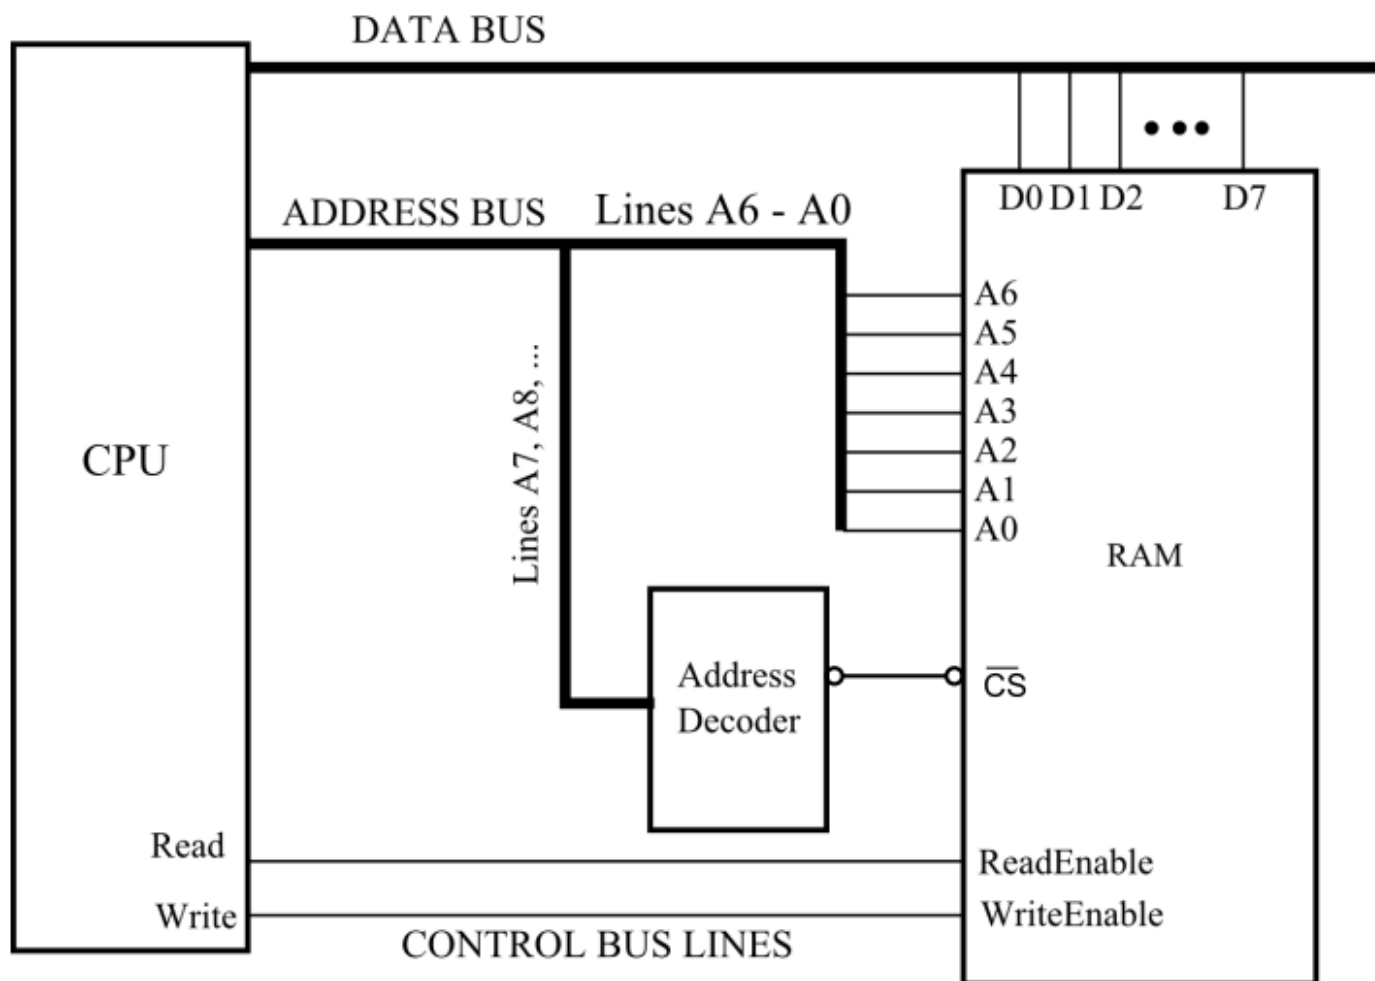 DATA BUS
D0 D1 D2 D7
ADDRESS BUS Lines A6 - A0
A6
A5
A4
A3
A2
A1
A0
Lines A7, A8, ...
CPU
RAM
Address
Decoder
CS
Read
ReadEnable
Write
WriteEnable
CONTROL BUS LINES